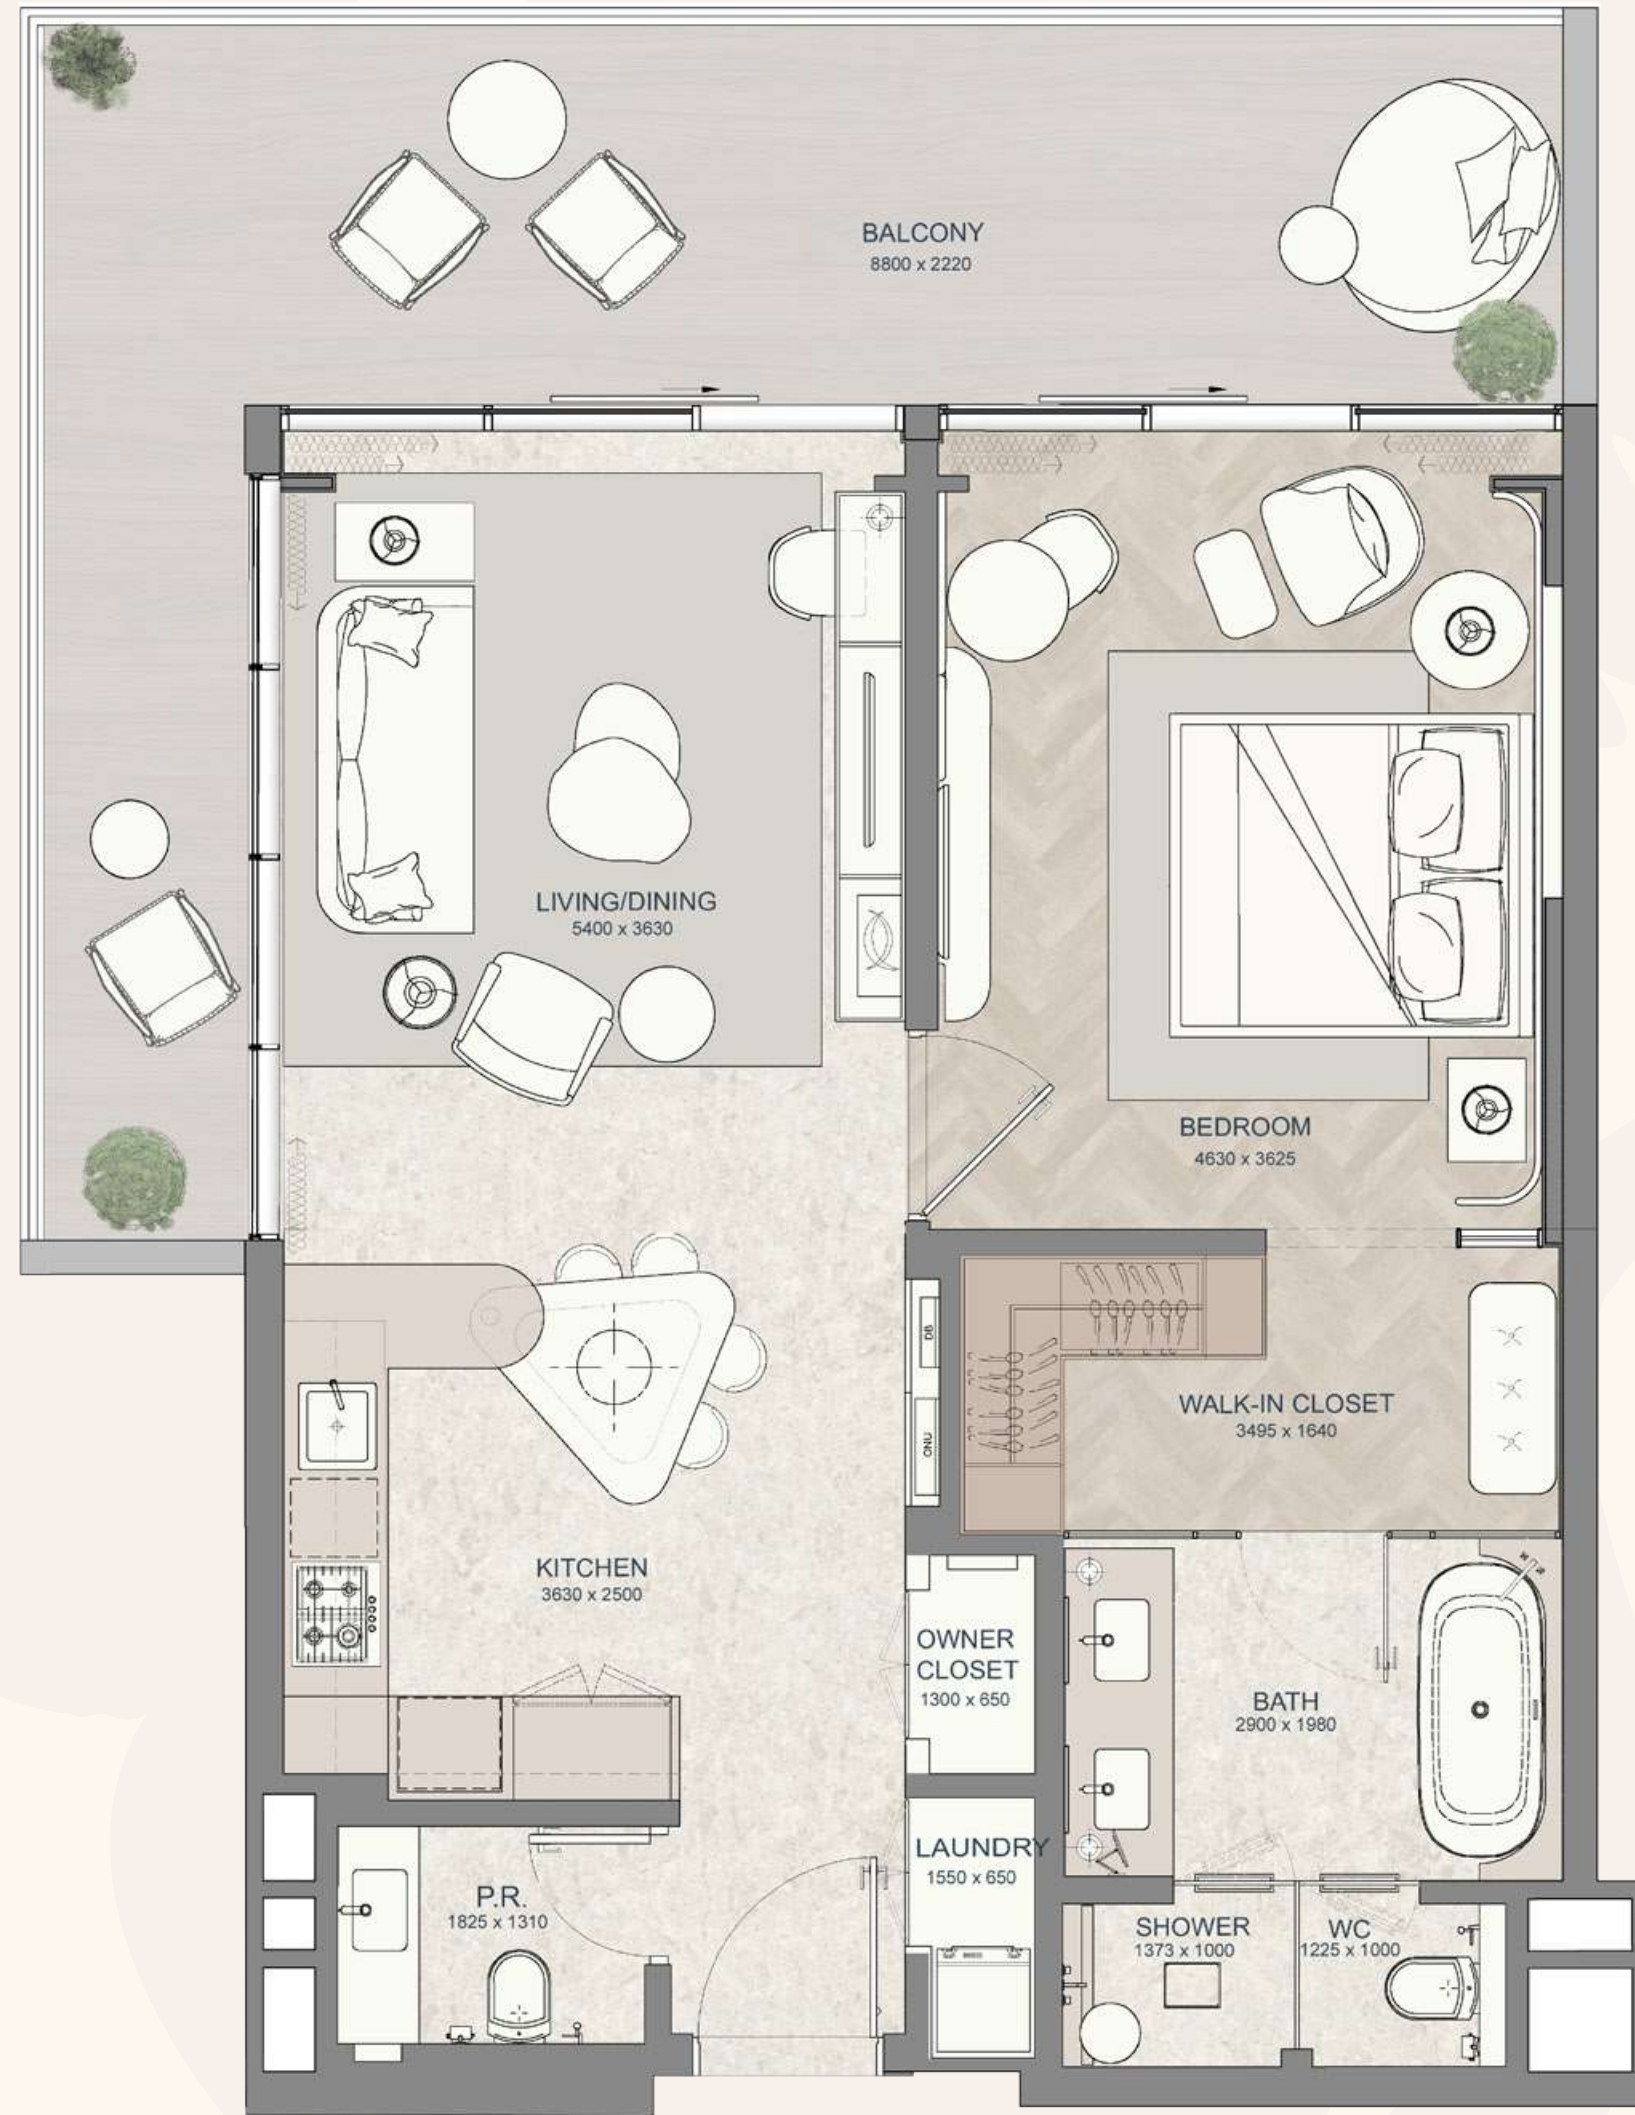 BALCONY
8800 x 2220
LIVING/DINING
5400 x 3630
BEDROOM
4630 x 3625
DB
ONU
WALK-IN CLOSET
3495 x 1640
KITCHEN
3630 x 2500
OWNER
CLOSET
1300 x 650
BATH
2900 x 1980
LAUNDRY
1550 x 650
P.R.
1825 x 1310
SHOWER
1373 x 1000
WC
1225 x 1000